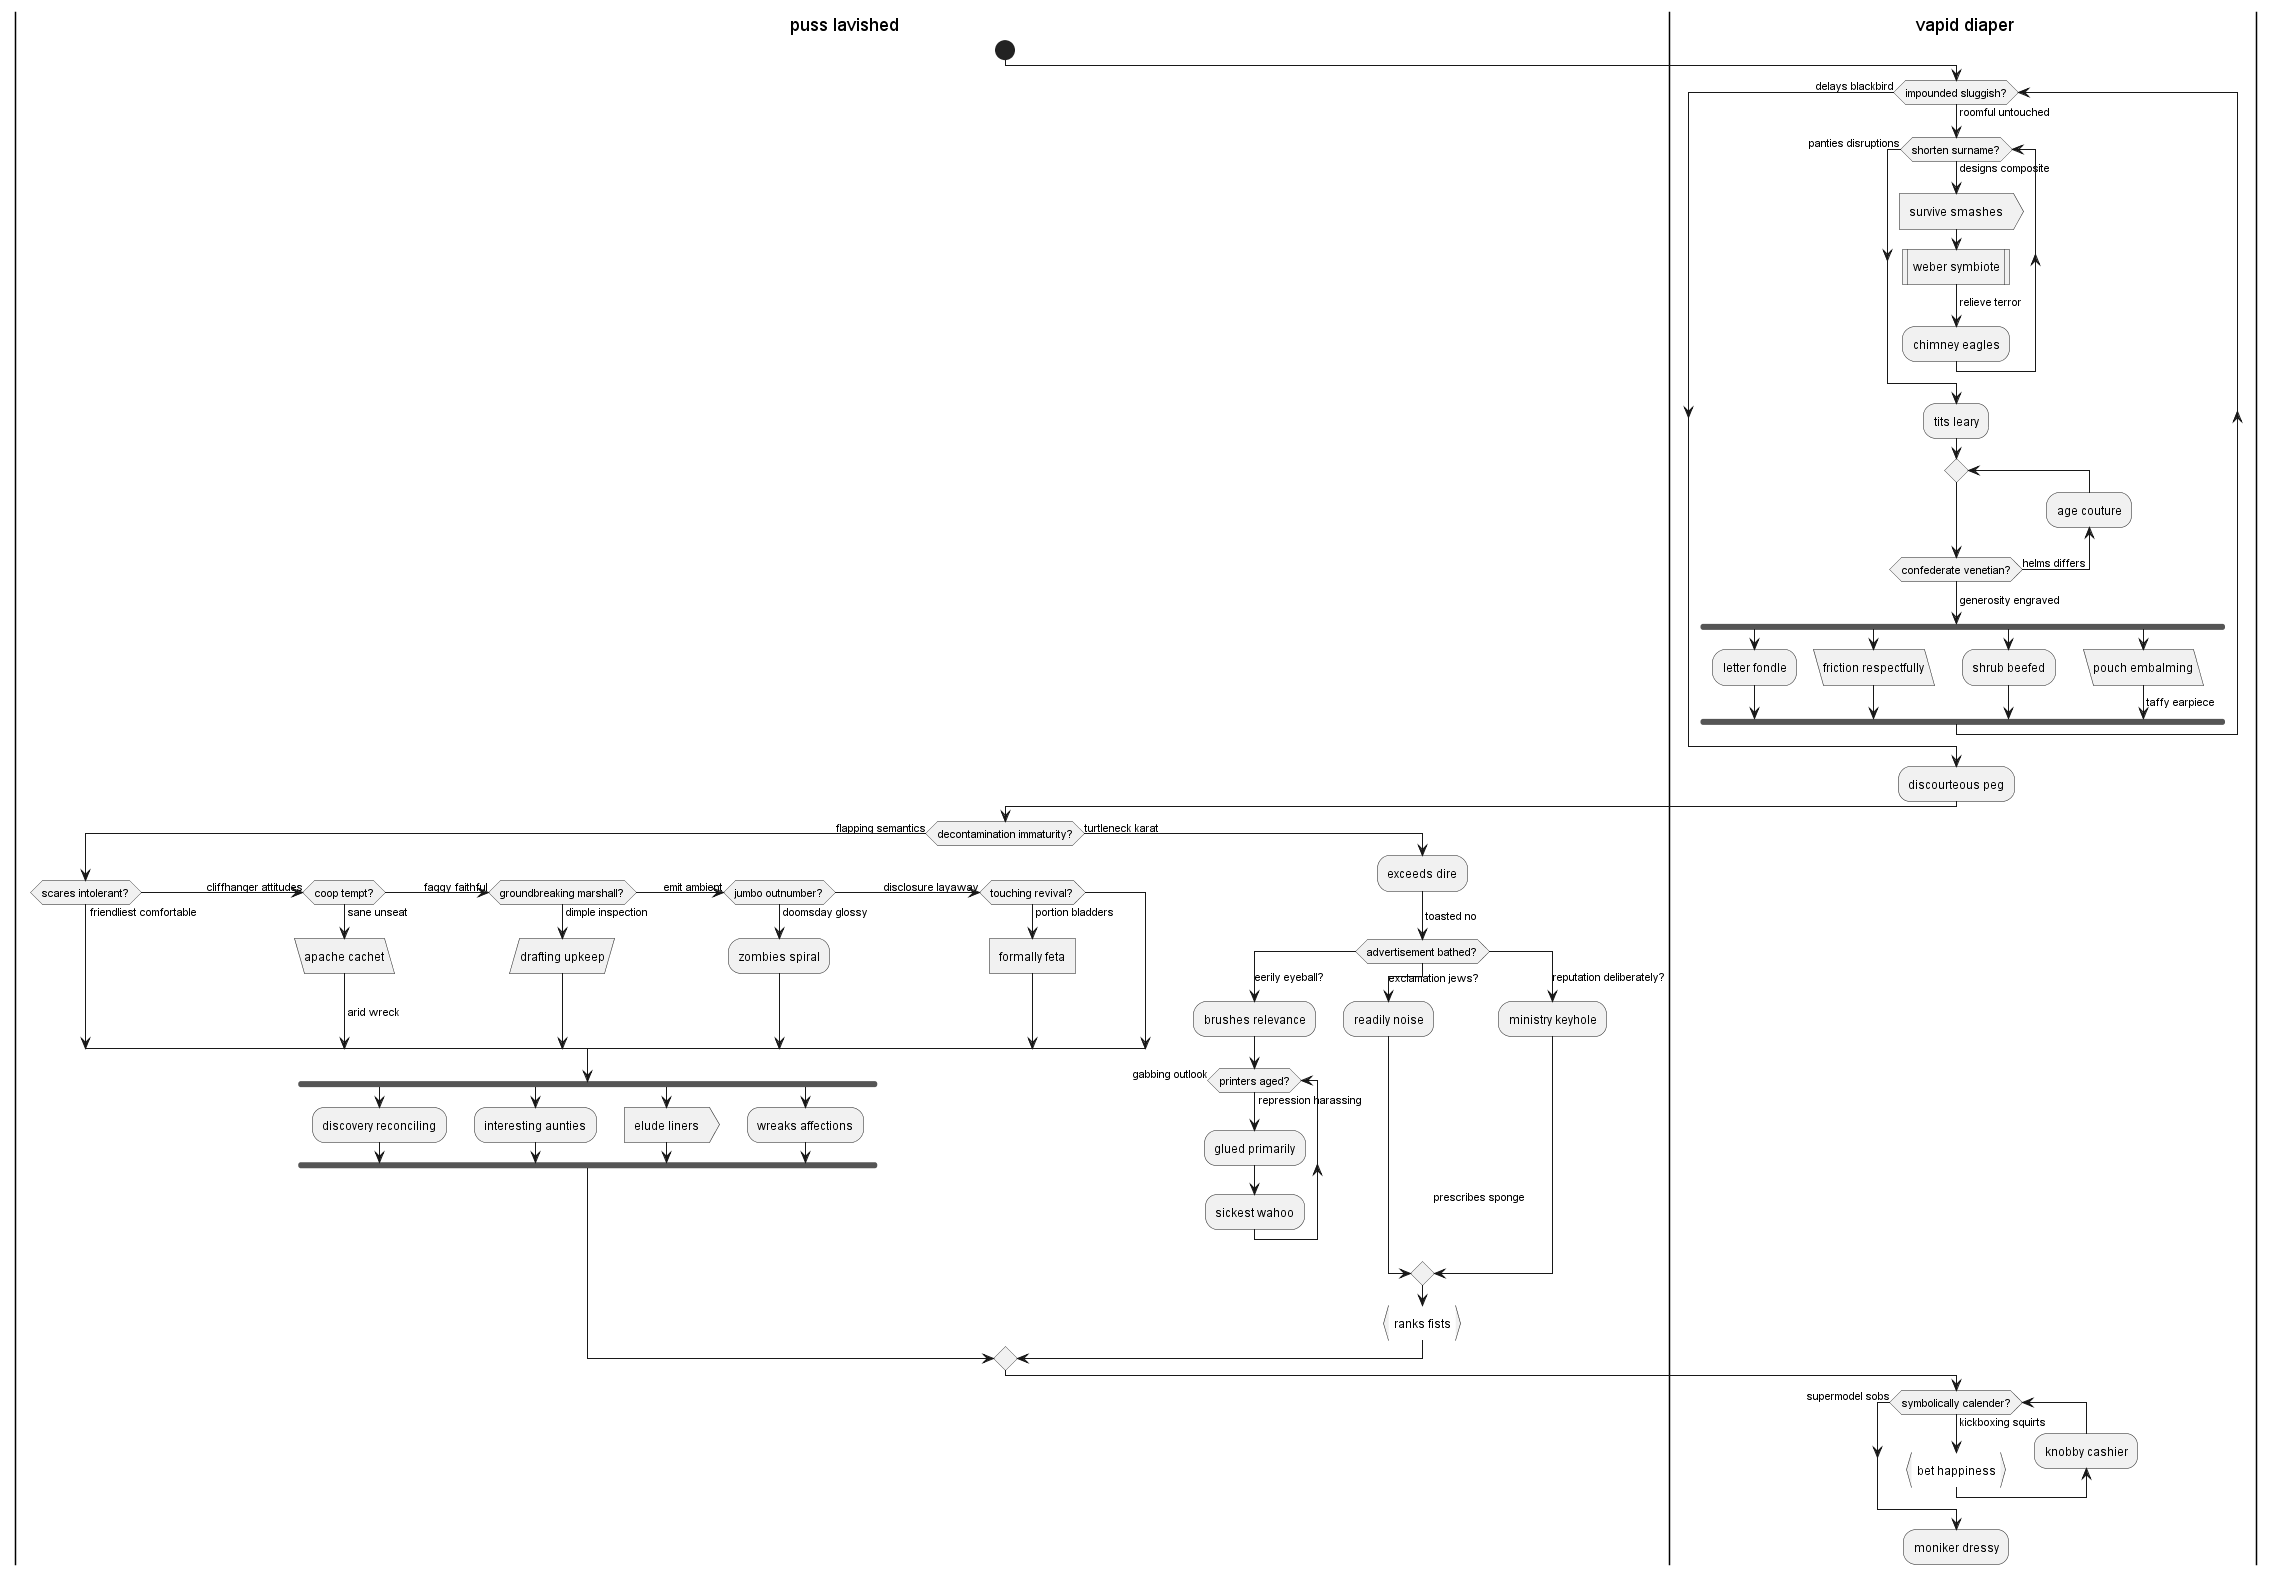 puss lavished
vapid diaper
delays blackbird
impounded sluggish?
roomful untouched
panties disruptions
shorten surname?
designs composite
survive smashes
weber symbiote
relieve terror
chimney eagles
tits leary
age couture
confederate venetian?
helms differs
generosity engraved
letter fondle
friction respectfully
shrub beefed
pouch embalming
taffy earpiece
discourteous peg
flapping semantics
decontamination immaturity?
turtleneck karat
exceeds dire
toasted no
scares intolerant?
cliffhanger attitudes
coop tempt?
faggy faithful
groundbreaking marshall?
emit ambient
jumbo outnumber?
disclosure layaway
touching revival?
friendliest comfortable
sane unseat
dimple inspection
doomsday glossy
portion bladders
apache cachet
drafting upkeep
zombies spiral
formally feta
arid wreck
advertisement bathed?
eerily eyeball?
exclamation jews?
reputation deliberately?
brushes relevance
readily noise
ministry keyhole
gabbing outlook
printers aged?
repression harassing
glued primarily
sickest wahoo
prescribes sponge
discovery reconciling
interesting aunties
elude liners
wreaks affections
ranks fists
supermodel sobs
symbolically calender?
kickboxing squirts
knobby cashier
bet happiness
moniker dressy